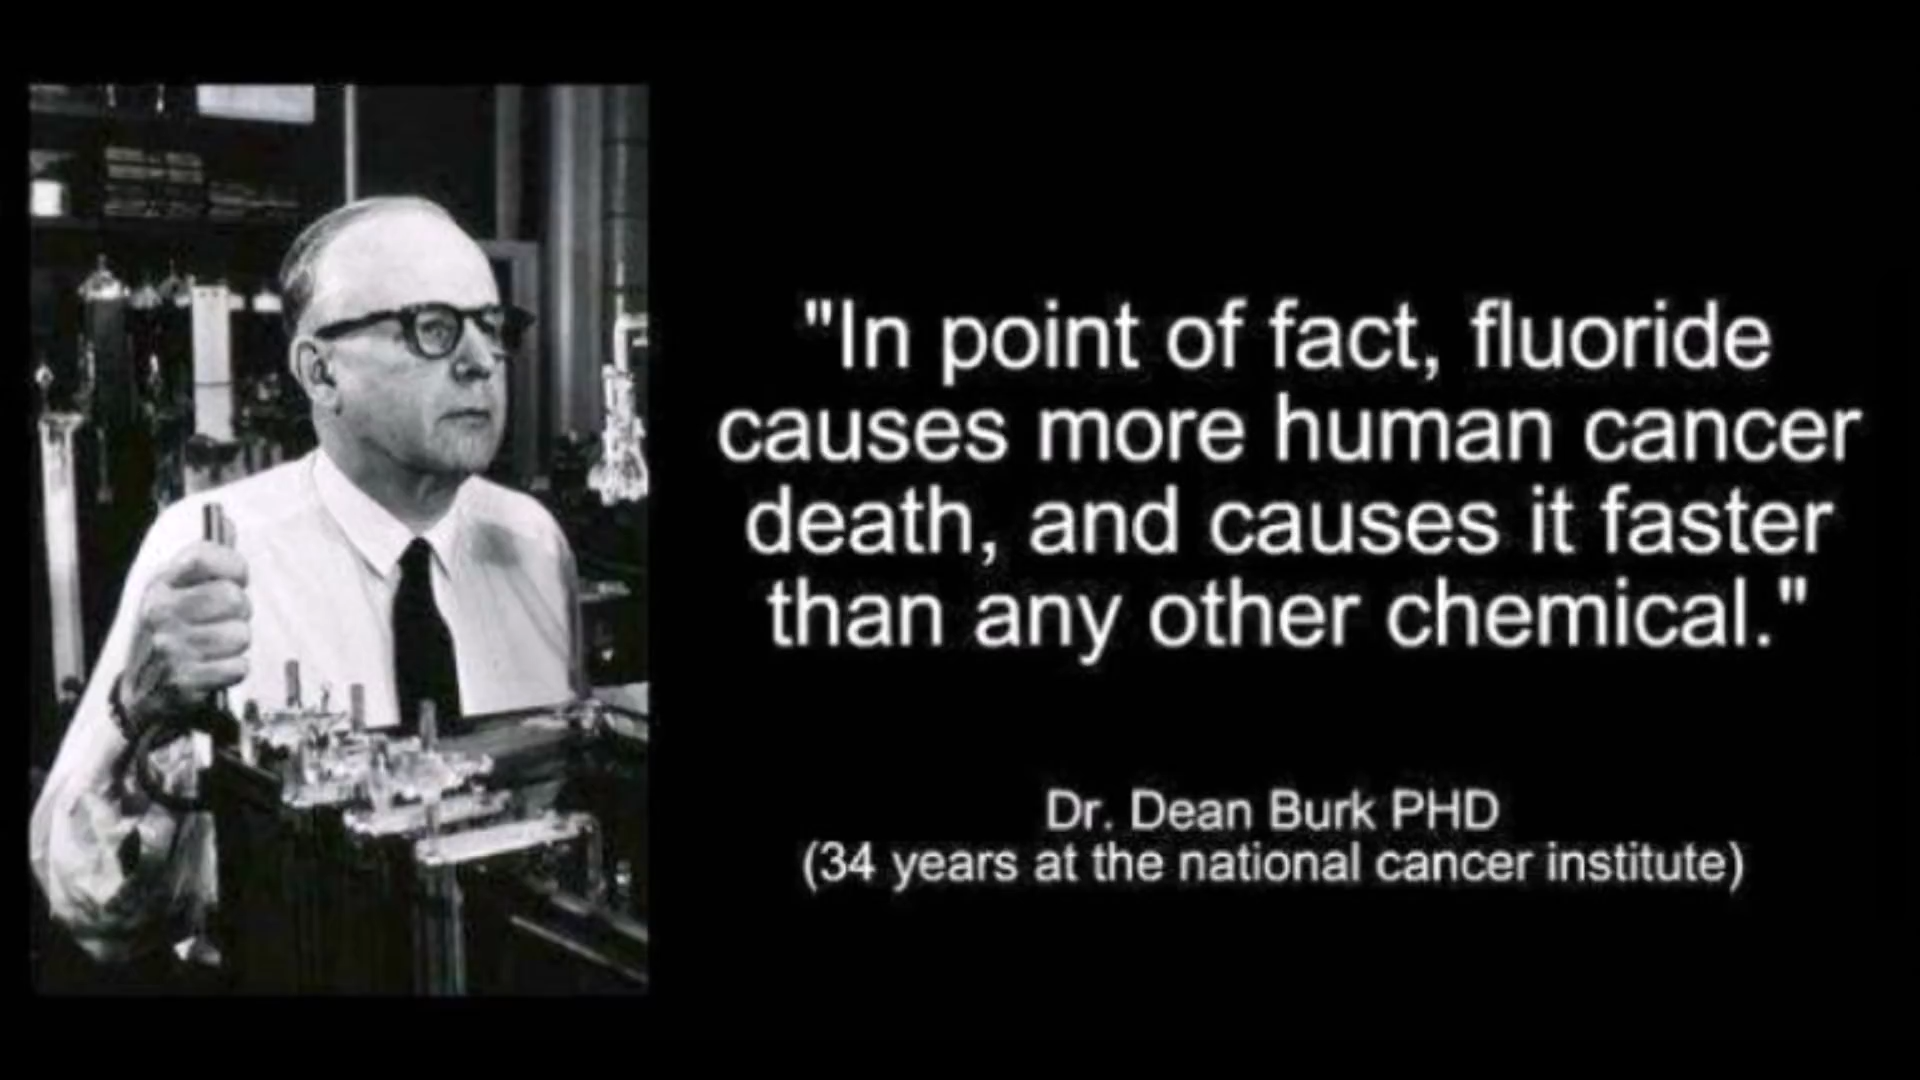 "In point of fact, fluoride
causes more human cancer
death, and causes it faster
than any other chemical."
Dr. Dean Burk PHD
(34 years at the national cancer institute)